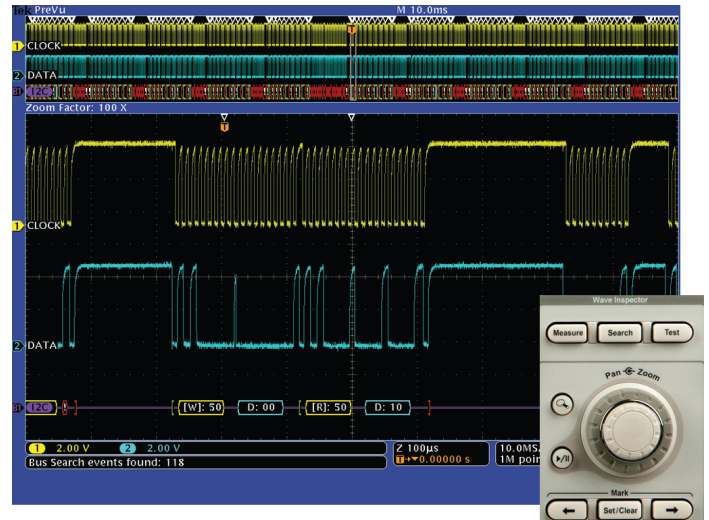 Tek PreVu M 10.0ms
1 CLOCK
2 DATA
B1 I2C
Zoom Factor: 100 X
T
1 CLOCK
2 DATA
B1 I2C ! [W]: 50 D: 00 [R]: 50 D: 10
1 2.00 V 2 2.00 V
Z 100µs
T→▼0.00000 s
10.0MS
1M poin
Bus Search events found: 118
Wave Inspector
Measure Search Test
Pan Zoom
Mark
← Set/Clear →